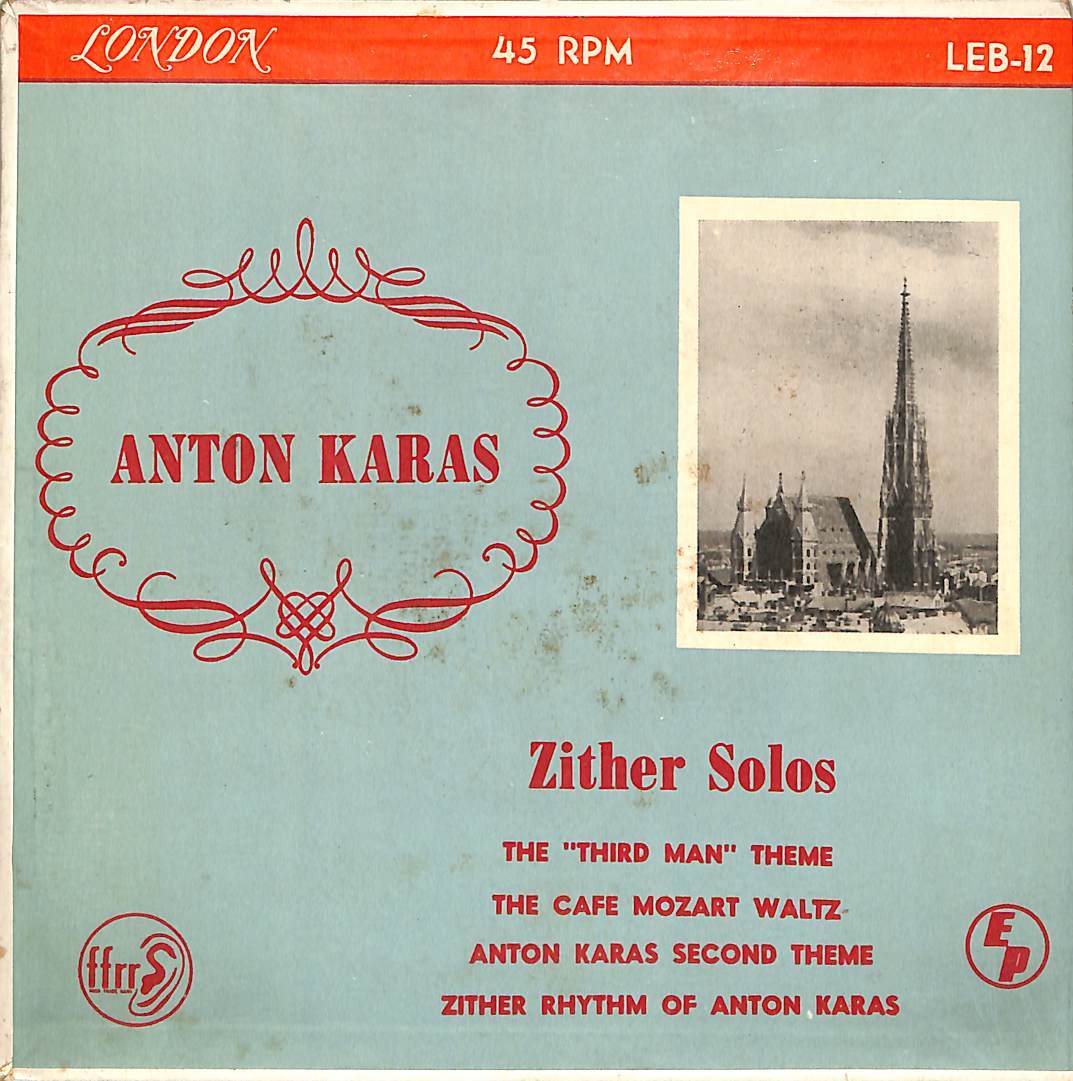 LONDON 45 RPM LEB-12
ANTON KARAS
Zither Solos
THE "THIRD MAN" THEME
THE CAFE MOZART WALTZ
ANTON KARAS SECOND THEME
ZITHER RHYTHM OF ANTON KARAS
ffrr
EP